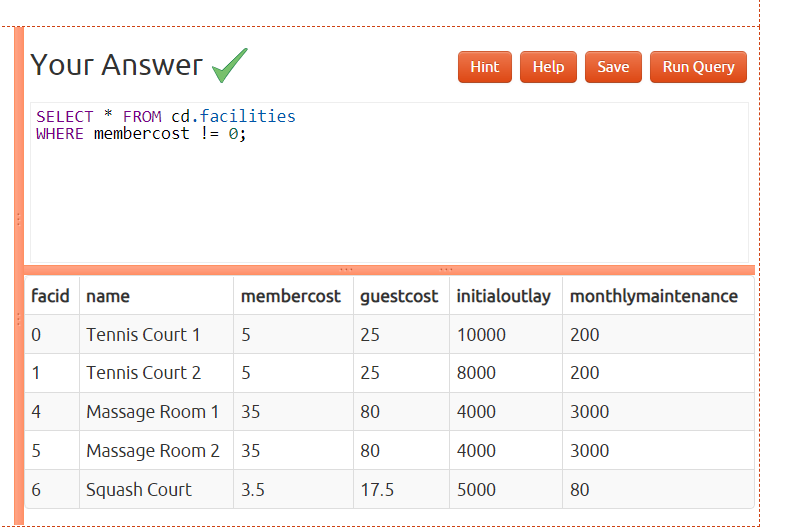 Your Answer
Hint Help Save Run Query
SELECT * FROM cd.facilities
WHERE membercost != 0;
facid name membercost guestcost initialoutlay monthlymaintenance
0 Tennis Court 1 5 25 10000 200
1 Tennis Court 2 5 25 8000 200
4 Massage Room 1 35 80 4000 3000
5 Massage Room 2 35 80 4000 3000
6 Squash Court 3.5 17.5 5000 80